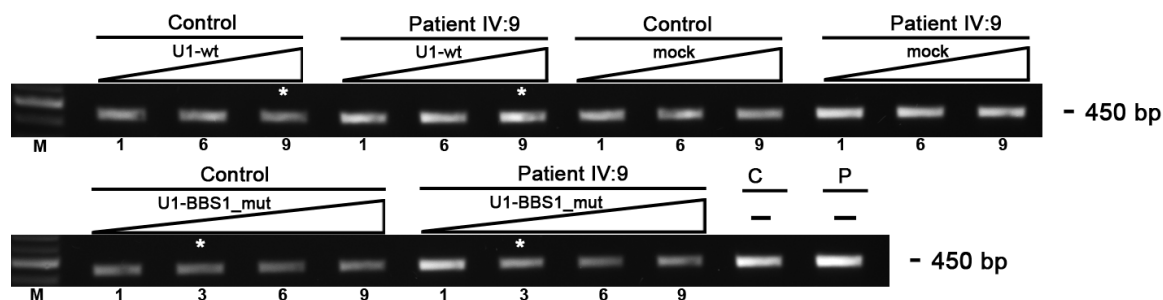 Control Patient IV:9 Control Patient IV:9
U1-wt U1-wt mock mock
* *
- 450 bp
M 1 6 9 1 6 9 1 6 9 1 6 9
Control Patient IV:9 C P
U1-BBS1_mut U1-BBS1_mut – –
* *
- 450 bp
M 1 3 6 9 1 3 6 9